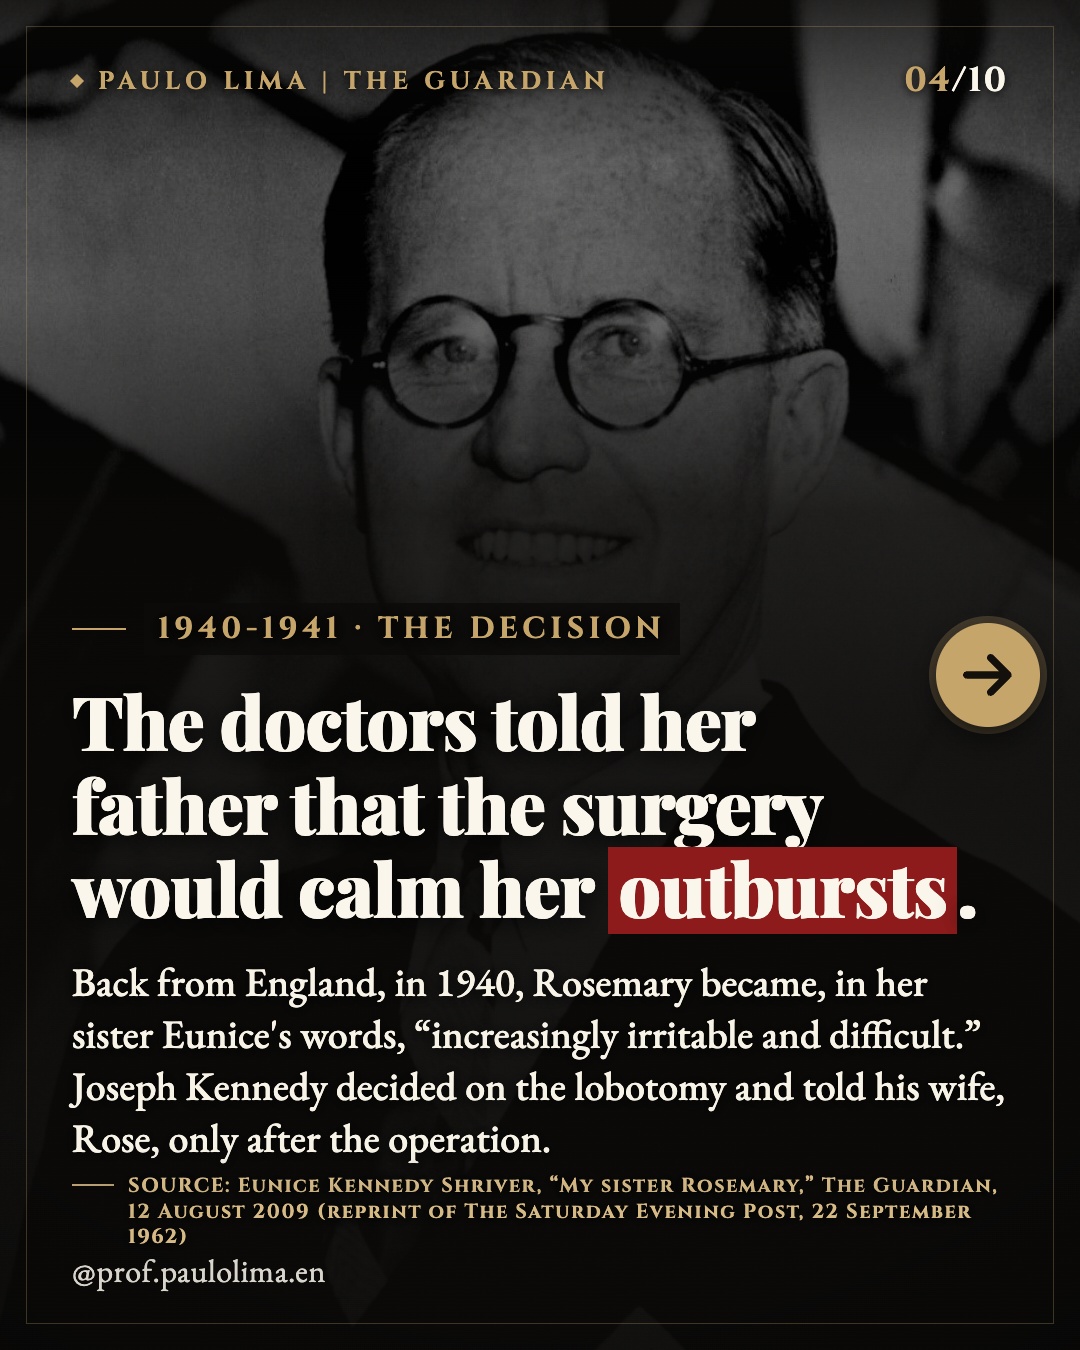 ◆ PAULO LIMA | THE GUARDIAN
04/10
1940-1941 · THE DECISION
The doctors told her
father that the surgery
would calm her outbursts.
Back from England, in 1940, Rosemary became, in her
sister Eunice's words, “increasingly irritable and difficult.”
Joseph Kennedy decided on the lobotomy and told his wife,
Rose, only after the operation.
SOURCE: EUNICE KENNEDY SHRIVER, “MY SISTER ROSEMARY,” THE GUARDIAN,
12 AUGUST 2009 (REPRINT OF THE SATURDAY EVENING POST, 22 SEPTEMBER
1962)
@prof.paulolima.en